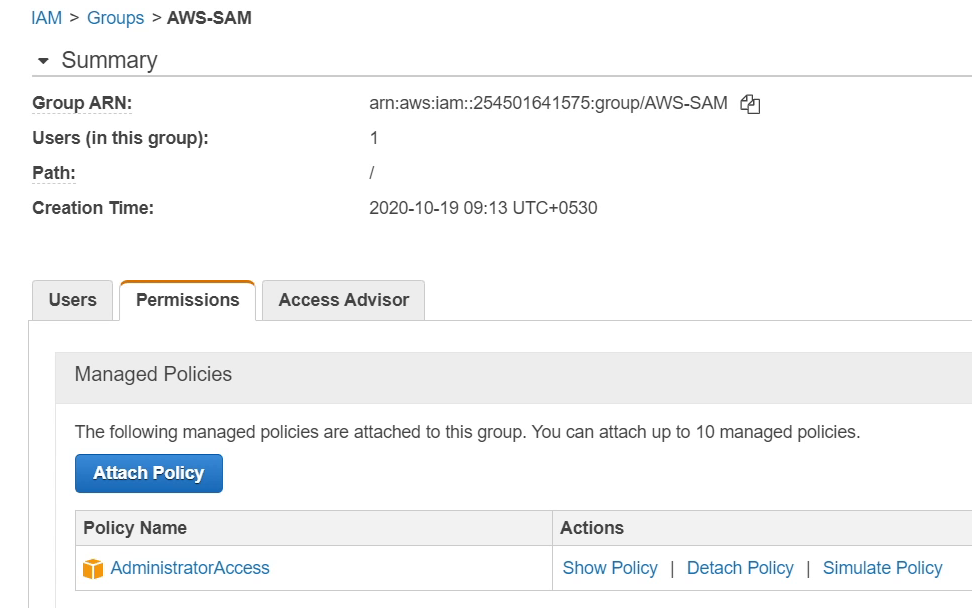 IAM > Groups > AWS-SAM
Summary
Group ARN: arn:aws:iam::254501641575:group/AWS-SAM
Users (in this group): 1
Path: /
Creation Time: 2020-10-19 09:13 UTC+0530
Users Permissions Access Advisor
Managed Policies
The following managed policies are attached to this group. You can attach up to 10 managed policies.
Attach Policy
Policy Name Actions
AdministratorAccess Show Policy | Detach Policy | Simulate Policy